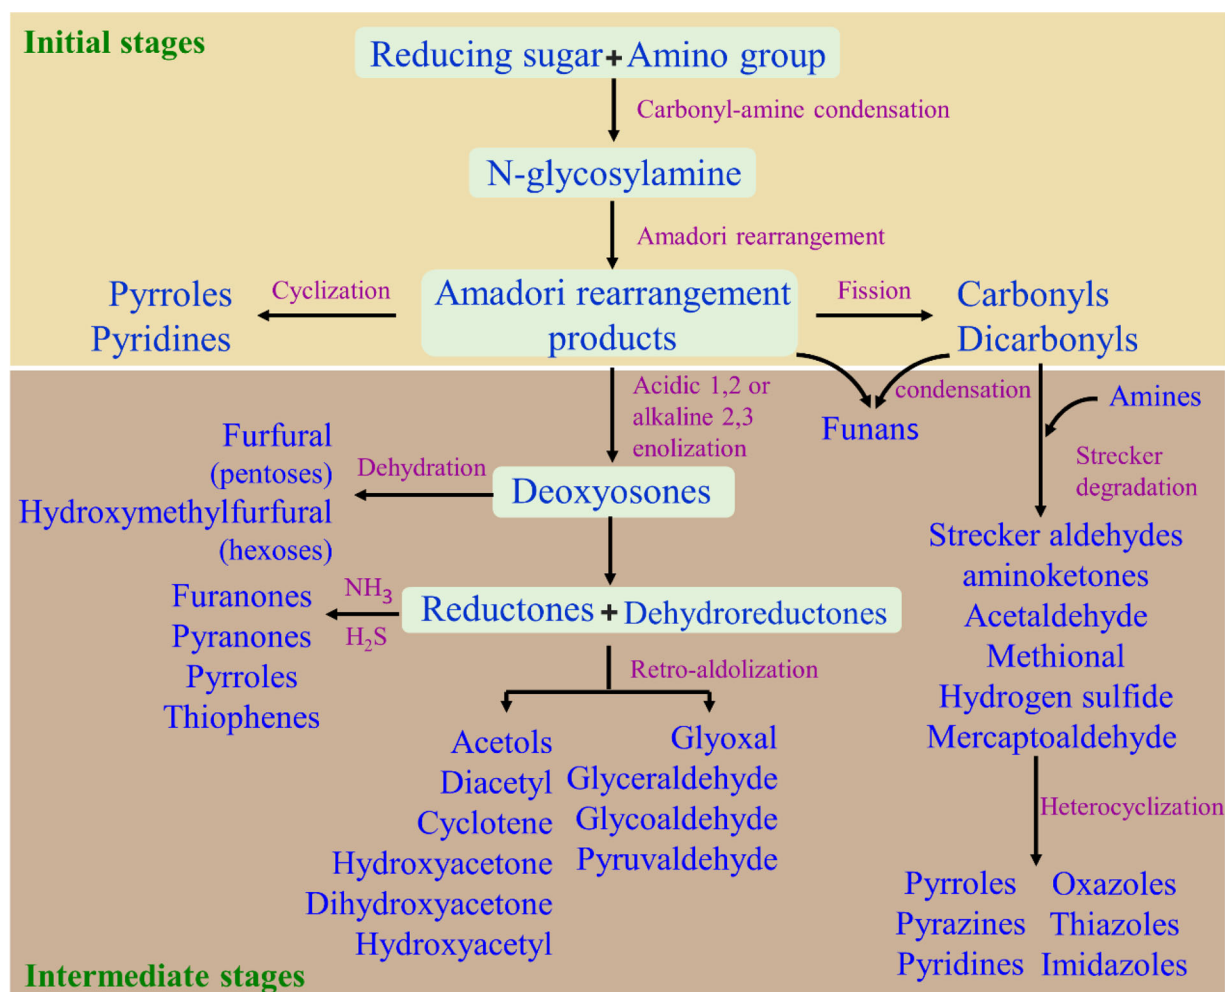 Initial stages
Reducing sugar + Amino group
Carbonyl-amine condensation
N-glycosylamine
Amadori rearrangement
Pyrroles
Pyridines
Cyclization
Amadori rearrangement
products
Fission
Carbonyls
Dicarbonyls
Acidic 1,2 or
alkaline 2,3
enolization
condensation
Funans
Amines
Strecker
degradation
Furfural
(pentoses)
Hydroxymethylfurfural
(hexoses)
Dehydration
Deoxyosones
Strecker aldehydes
aminoketones
Acetaldehyde
Methional
Hydrogen sulfide
Mercaptoaldehyde
Furanones
Pyranones
Pyrroles
Thiophenes
NH₃
H₂S
Reductones + Dehydroreductones
Retro-aldolization
Acetols
Diacetyl
Cyclotene
Hydroxyacetone
Dihydroxyacetone
Hydroxyacetyl
Glyoxal
Glyceraldehyde
Glycoaldehyde
Pyruvaldehyde
Heterocyclization
Pyrroles
Pyrazines
Pyridines
Oxazoles
Thiazoles
Imidazoles
Intermediate stages